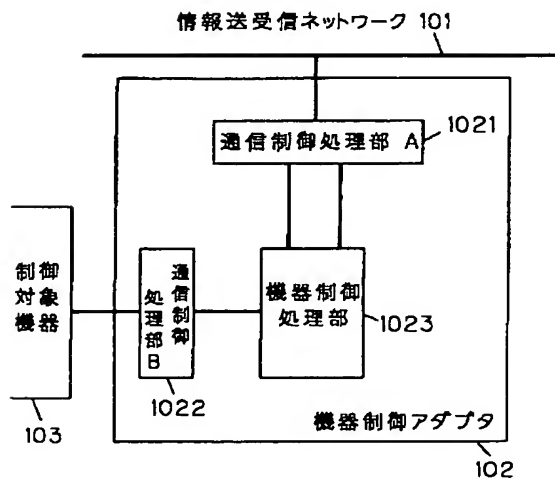 情報送受信ネットワーク 101
通信制御処理部 A
1021
制御
対象
機器
103
通信制御
処理部B
1022
機器制御
処理部
1023
機器制御アダプタ
102